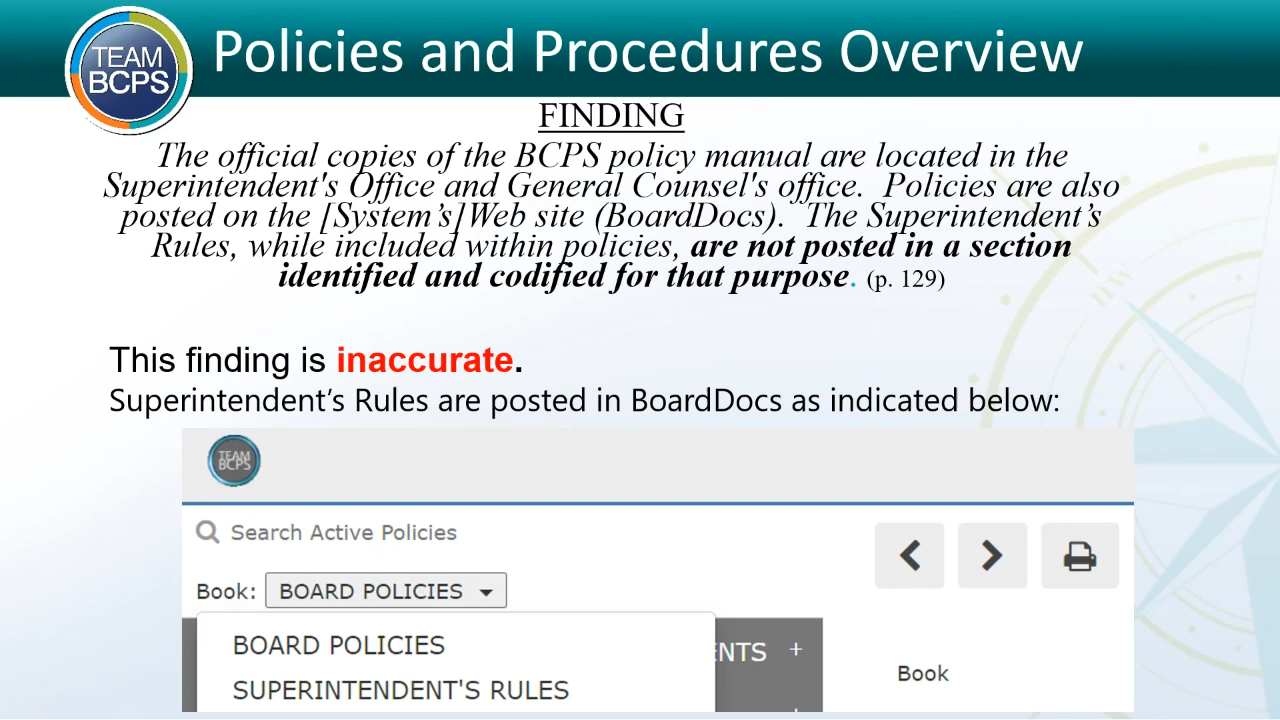 TEAM
BCPS
Policies and Procedures Overview
FINDING
The official copies of the BCPS policy manual are located in the
Superintendent's Office and General Counsel's office. Policies are also
posted on the [System’s]Web site (BoardDocs). The Superintendent’s
Rules, while included within policies, are not posted in a section
identified and codified for that purpose. (p. 129)
This finding is inaccurate.
Superintendent’s Rules are posted in BoardDocs as indicated below:
TEAM
BCPS
Search Active Policies
Book: BOARD POLICIES
BOARD POLICIES
ENTS +
SUPERINTENDENT'S RULES
Book